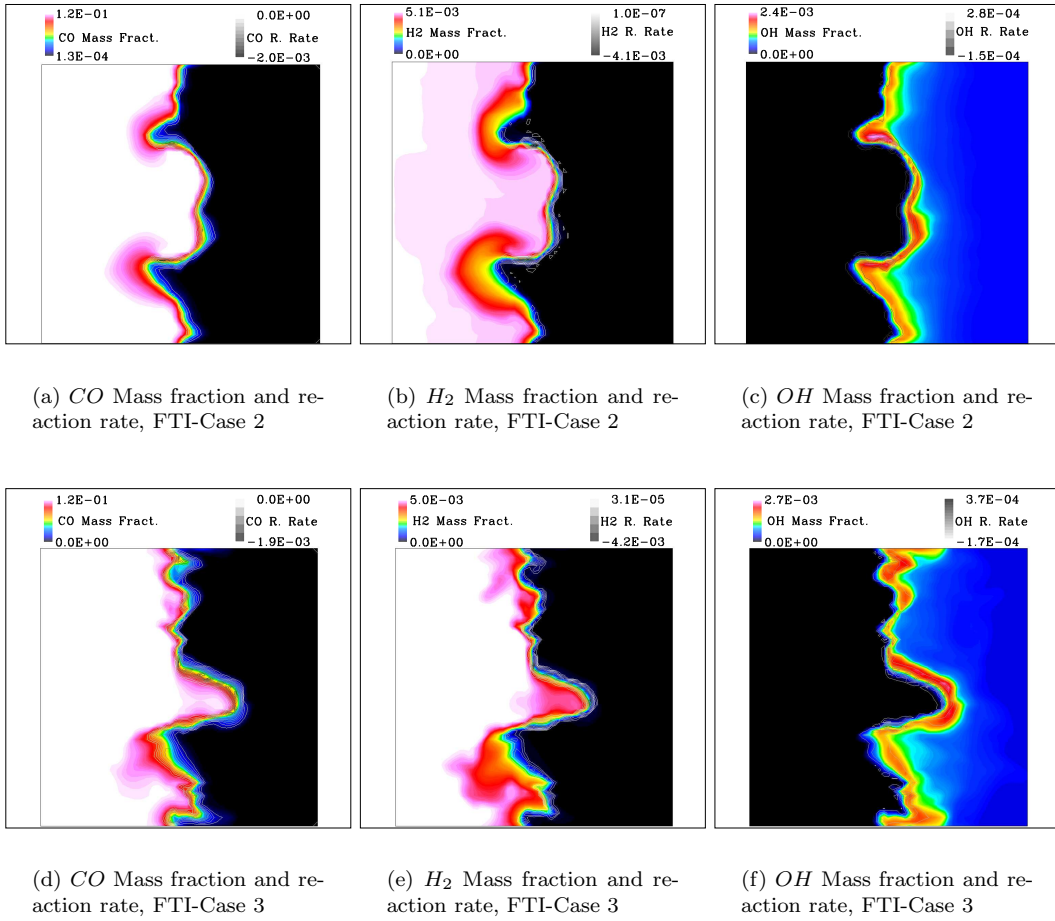 1.2E-01
CO Mass Fract.
1.3E-04
0.0E+00
CO R. Rate
-2.0E-03
5.1E-03
H2 Mass Fract.
0.0E+00
1.0E-07
H2 R. Rate
-4.1E-03
2.4E-03
OH Mass Fract.
0.0E+00
2.8E-04
OH R. Rate
-1.5E-04
(a) CO Mass fraction and re-
action rate, FTI-Case 2
(b) H2 Mass fraction and re-
action rate, FTI-Case 2
(c) OH Mass fraction and re-
action rate, FTI-Case 2
1.2E-01
CO Mass Fract.
0.0E+00
0.0E+00
CO R. Rate
-1.9E-03
5.0E-03
H2 Mass Fract.
0.0E+00
3.1E-05
H2 R. Rate
-4.2E-03
2.7E-03
OH Mass Fract.
0.0E+00
3.7E-04
OH R. Rate
-1.7E-04
(d) CO Mass fraction and re-
action rate, FTI-Case 3
(e) H2 Mass fraction and re-
action rate, FTI-Case 3
(f) OH Mass fraction and re-
action rate, FTI-Case 3